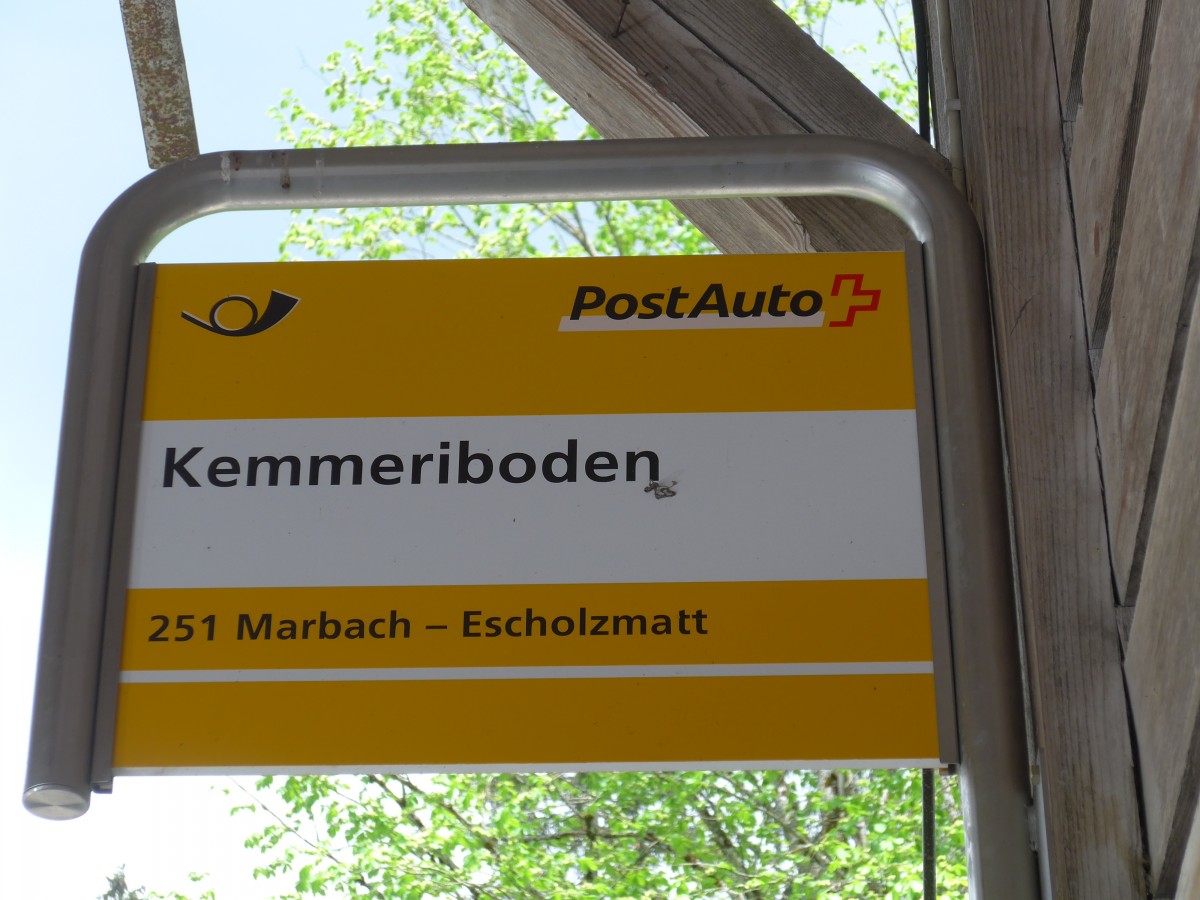 PostAuto
Kemmeriboden
251 Marbach – Escholzmatt